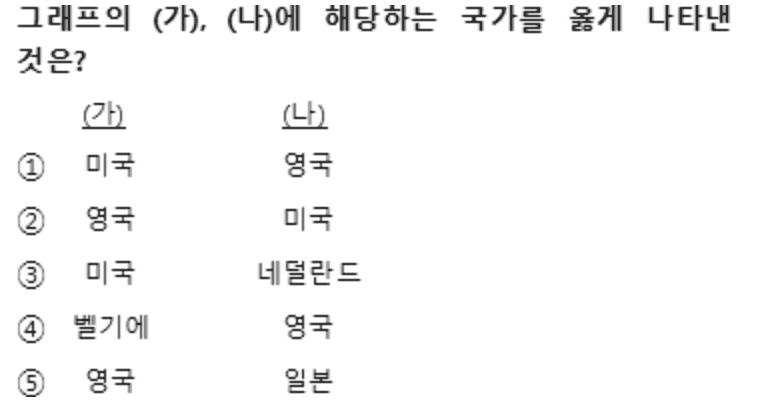 그래프의 (가), (나)에 해당하는 국가를 옳게 나타낸
것은?
(가) (나)
① 미국 영국
② 영국 미국
③ 미국 네덜란드
④ 벨기에 영국
⑤ 영국 일본